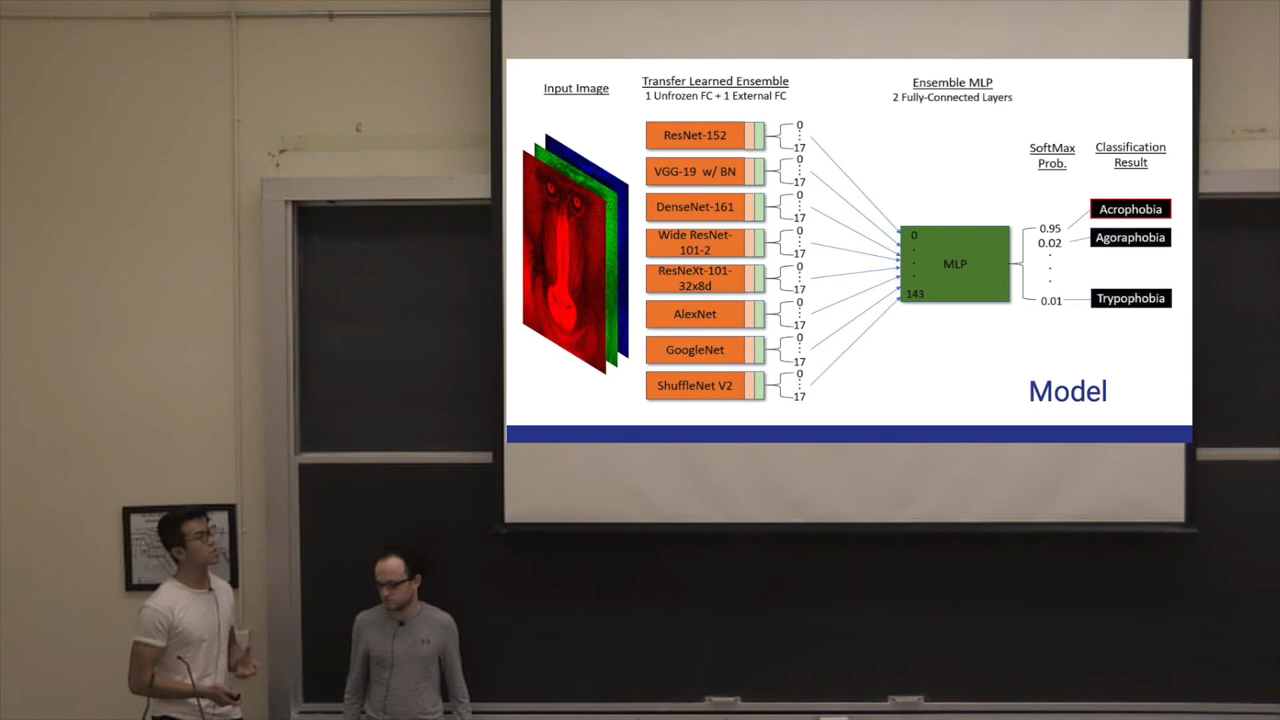 Input Image
Transfer Learned Ensemble
1 Unfrozen FC + 1 External FC
Ensemble MLP
2 Fully-Connected Layers
SoftMax
Prob.
Classification
Result
ResNet-152
0
17
VGG-19 w/ BN
0
17
DenseNet-161
0
17
Wide ResNet-
101-2
0
17
ResNeXt-101-
32x8d
0
17
AlexNet
0
17
GoogleNet
0
17
ShuffleNet V2
0
17
0
MLP
143
0.95
0.02
0.01
Acrophobia
Agoraphobia
Trypophobia
Model